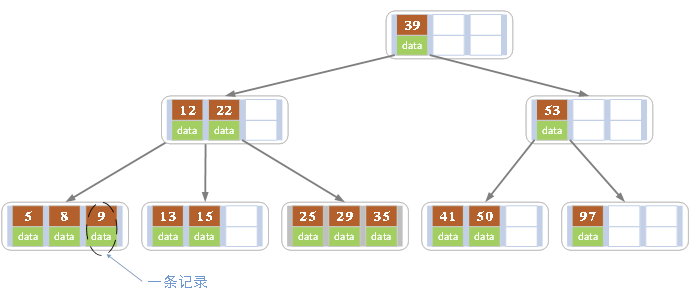 39
data
12 22
data data
53
data
5 8 9
data data data
13 15
data data
25 29 35
data data data
41 50
data data
97
data
一条记录